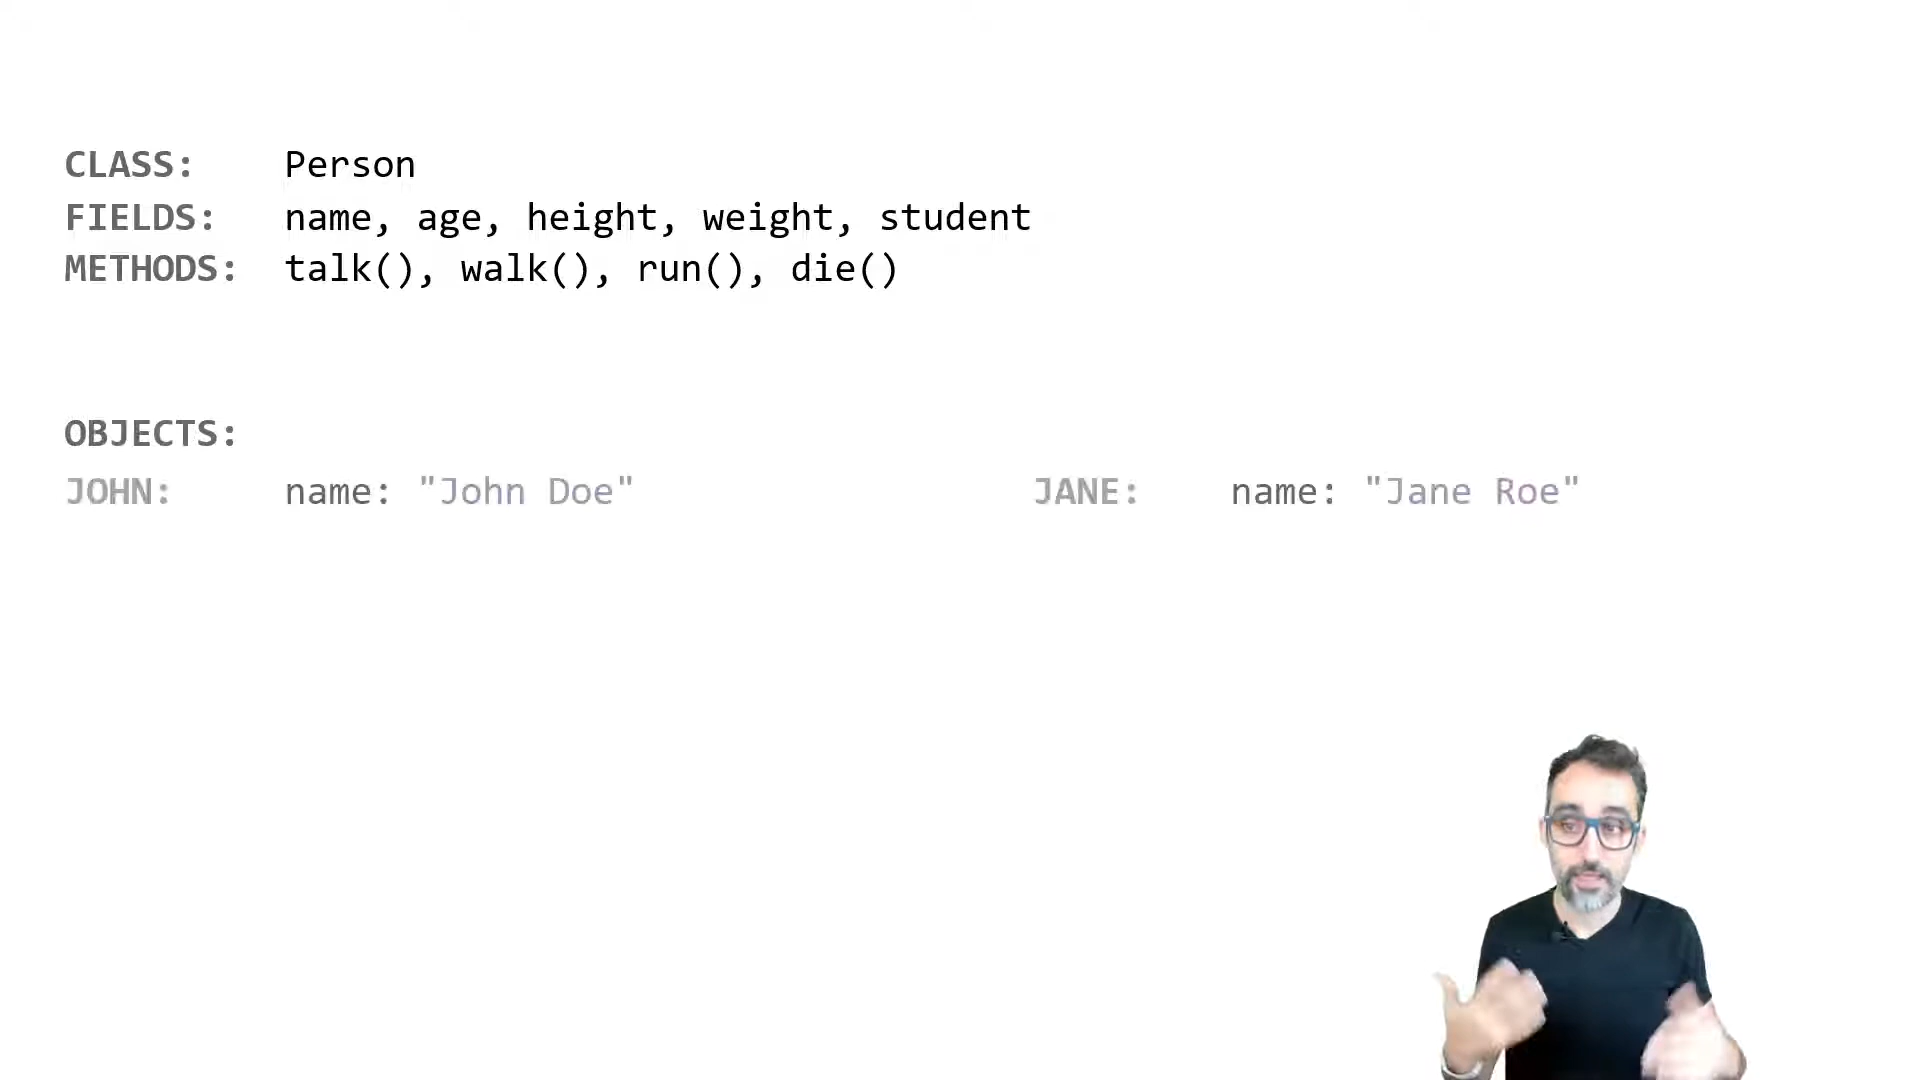 CLASS: Person
FIELDS: name, age, height, weight, student
METHODS: talk(), walk(), run(), die()
OBJECTS:
JOHN: name: "John Doe" JANE: name: "Jane Roe"